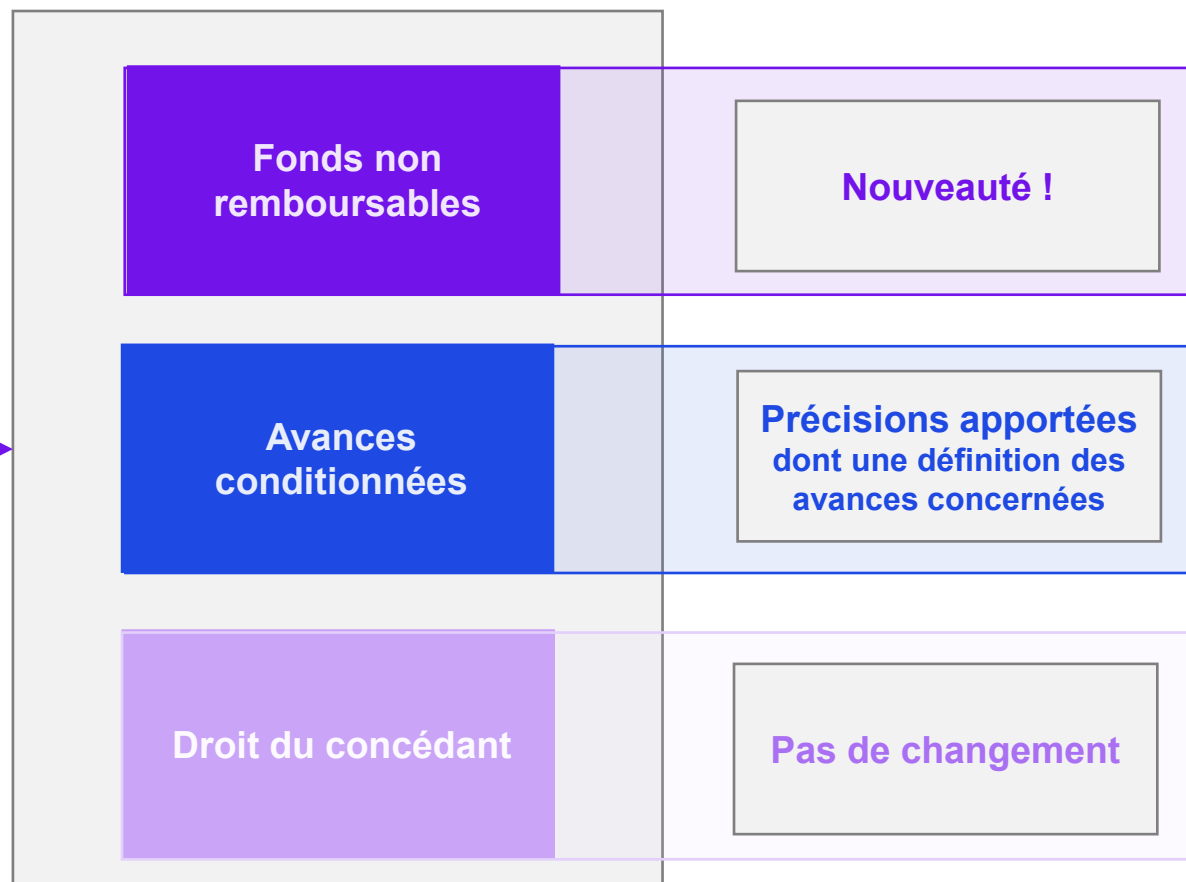 Fonds non
remboursables
Nouveauté !
Avances
conditionnées
Précisions apportées
dont une définition des
avances concernées
Droit du concédant
Pas de changement